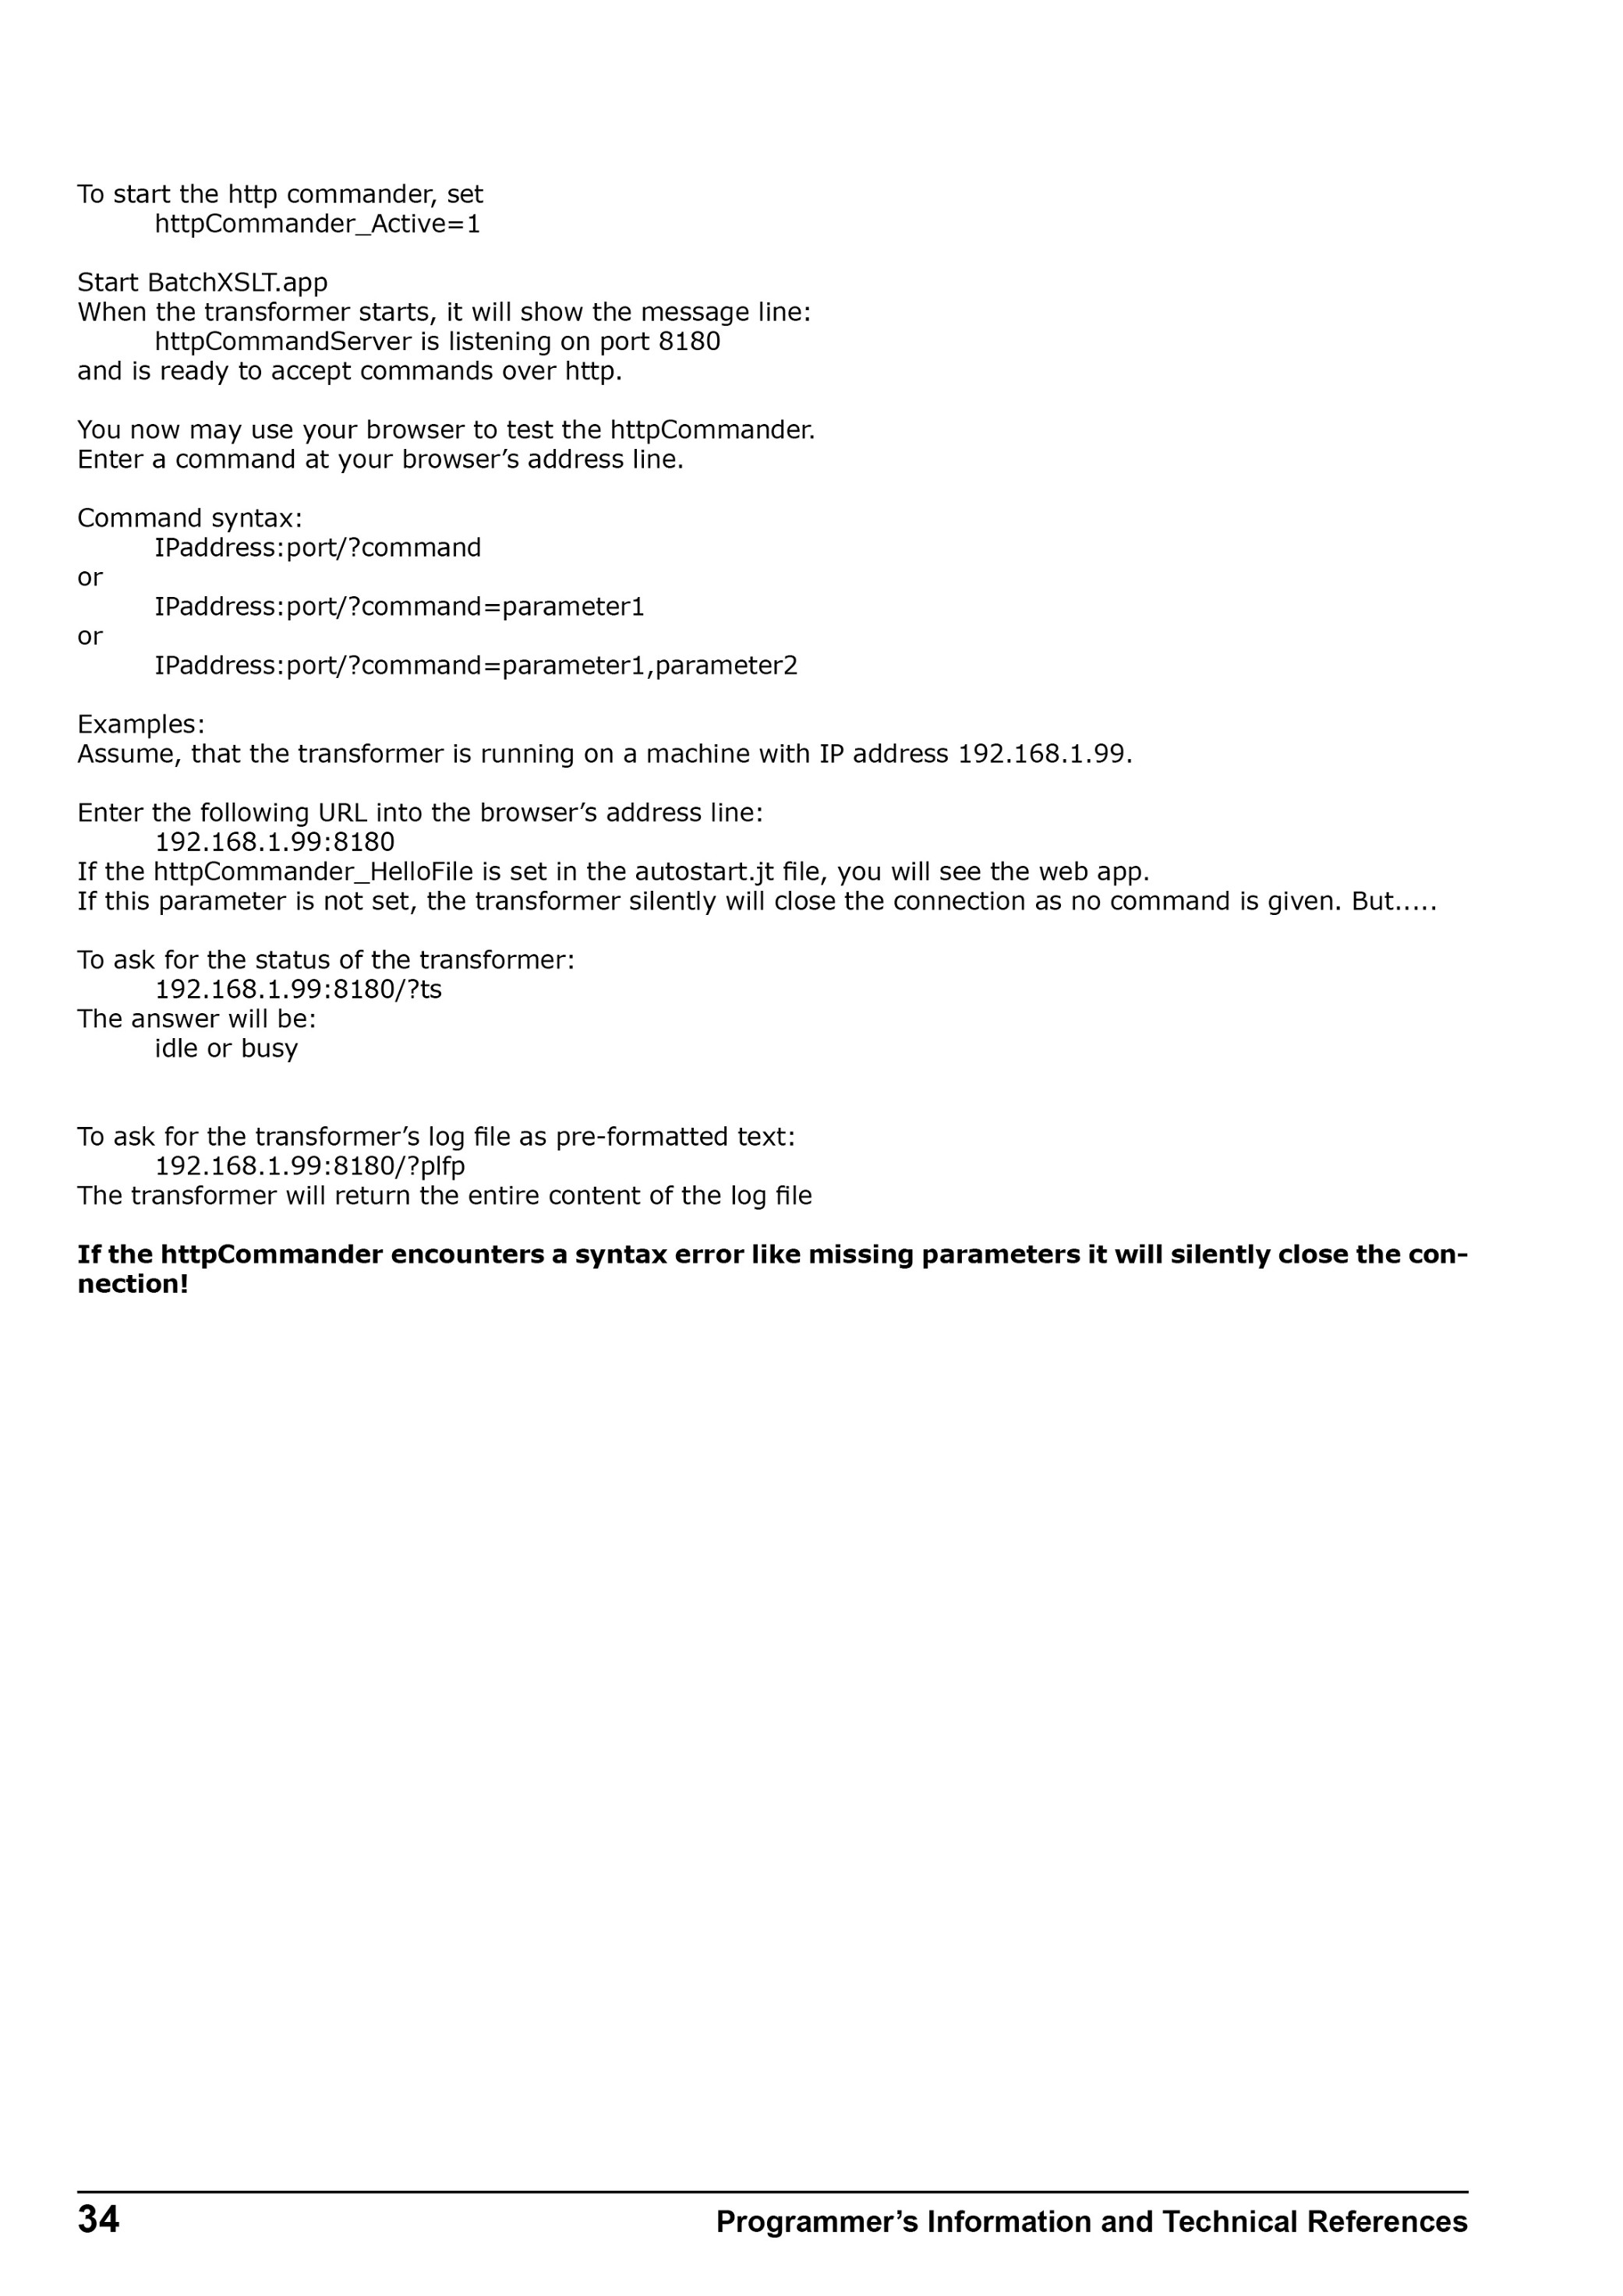 To start the http commander, set
httpCommander_Active=1
Start BatchXSLT.app
When the transformer starts, it will show the message line:
httpCommandServer is listening on port 8180
and is ready to accept commands over http.
You now may use your browser to test the httpCommander.
Enter a command at your browser’s address line.
Command syntax:
IPaddress:port/?command
or
IPaddress:port/?command=parameter1
or
IPaddress:port/?command=parameter1,parameter2
Examples:
Assume, that the transformer is running on a machine with IP address 192.168.1.99.
Enter the following URL into the browser’s address line:
192.168.1.99:8180
If the httpCommander_HelloFile is set in the autostart.jt file, you will see the web app.
If this parameter is not set, the transformer silently will close the connection as no command is given. But.....
To ask for the status of the transformer:
192.168.1.99:8180/?ts
The answer will be:
idle or busy
To ask for the transformer’s log file as pre-formatted text:
192.168.1.99:8180/?plfp
The transformer will return the entire content of the log file
If the httpCommander encounters a syntax error like missing parameters it will silently close the con-
nection!
34 Programmer’s Information and Technical References